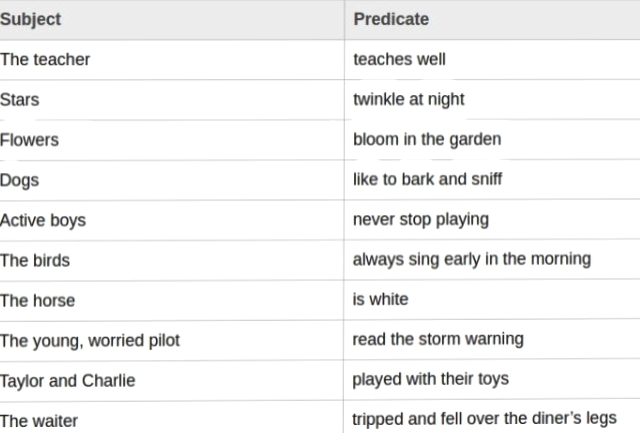 Subject Predicate
The teacher teaches well
Stars twinkle at night
Flowers bloom in the garden
Dogs like to bark and sniff
Active boys never stop playing
The birds always sing early in the morning
The horse is white
The young, worried pilot read the storm warning
Taylor and Charlie played with their toys
The waiter tripped and fell over the diner's legs